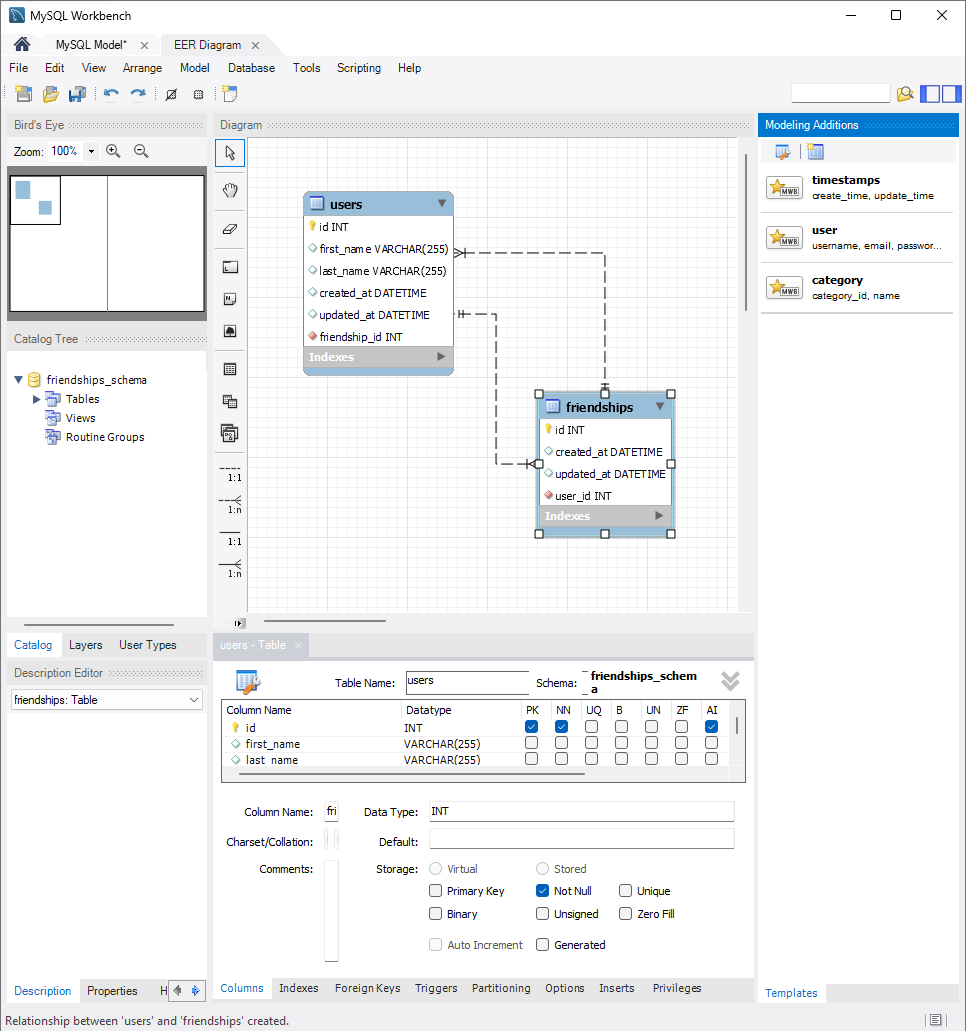 MySQL Workbench
MySQL Model* EER Diagram
File Edit View Arrange Model Database Tools Scripting Help
Bird's Eye
Zoom: 100%
Catalog Tree
friendships_schema
Tables
Views
Routine Groups
Catalog Layers User Types
Description Editor
friendships: Table
Description Properties H
Diagram
1:1
1:n
1:1
1:n
users
id INT
first_name VARCHAR(255)
last_name VARCHAR(255)
created_at DATETIME
updated_at DATETIME
friendship_id INT
Indexes
friendships
id INT
created_at DATETIME
updated_at DATETIME
user_id INT
Indexes
users - Table
Table Name: users Schema: friendships_schem
a
Column Name Datatype PK NN UQ B UN ZF AI
id INT
first_name VARCHAR(255)
last_name VARCHAR(255)
Column Name: fri Data Type: INT
Charset/Collation: Default:
Comments: Storage: Virtual Stored
Primary Key Not Null Unique
Binary Unsigned Zero Fill
Auto Increment Generated
Columns Indexes Foreign Keys Triggers Partitioning Options Inserts Privileges
Modeling Additions
MWB
timestamps
create_time, update_time
MWB
user
username, email, passwor...
MWB
category
category_id, name
Templates
Relationship between 'users' and 'friendships' created.